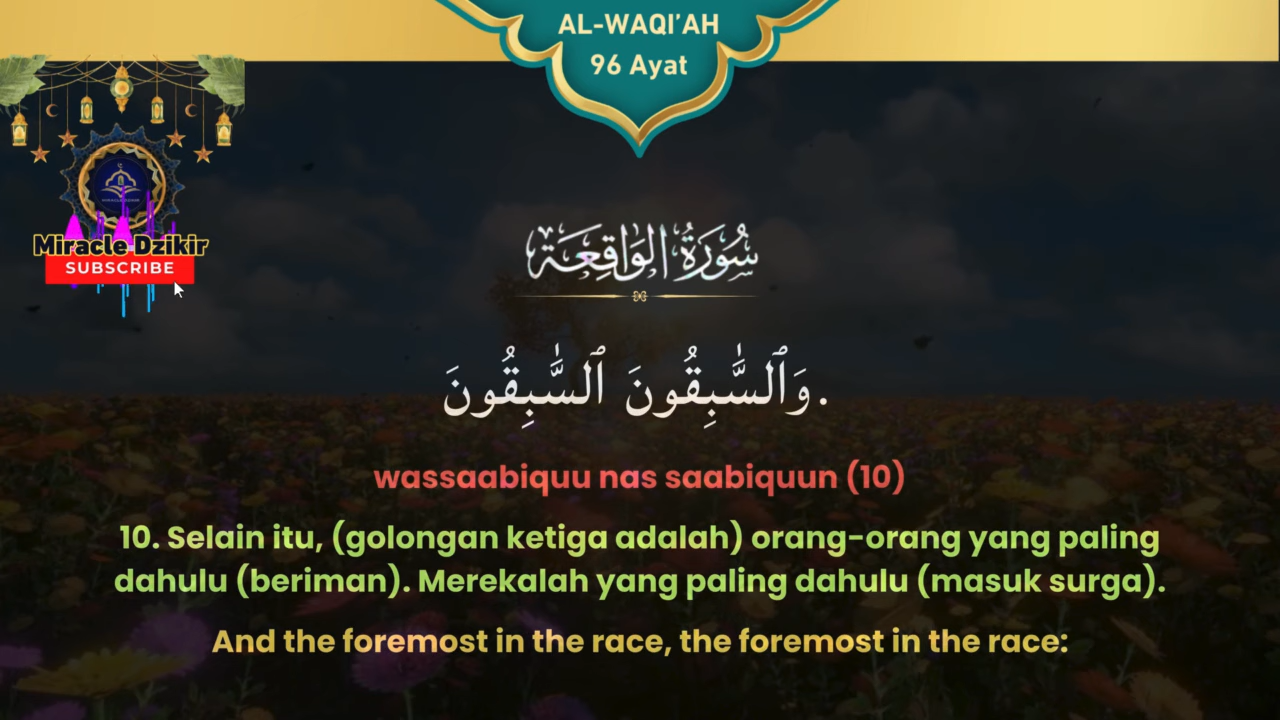 AL-WAQI'AH
96 Ayat
Miracle Dzikir
SUBSCRIBE
سُورَةُ الوَاقِعَة
وَٱلسَّٰبِقُونَ ٱلسَّٰبِقُونَ.
wassaabiquu nas saabiquun (10)
10. Selain itu, (golongan ketiga adalah) orang-orang yang paling
dahulu (beriman). Merekalah yang paling dahulu (masuk surga).
And the foremost in the race, the foremost in the race: